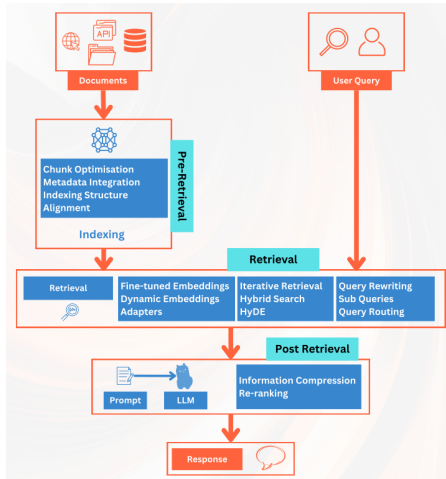 API
Documents
User Query
Pre-Retrieval
Chunk Optimisation
Metadata Integration
Indexing Structure
Alignment
Indexing
Retrieval
Retrieval
Fine-tuned Embeddings
Dynamic Embeddings
Adapters
Iterative Retrieval
Hybrid Search
HyDE
Query Rewriting
Sub Queries
Query Routing
Post Retrieval
Prompt
LLM
Information Compression
Re-ranking
Response